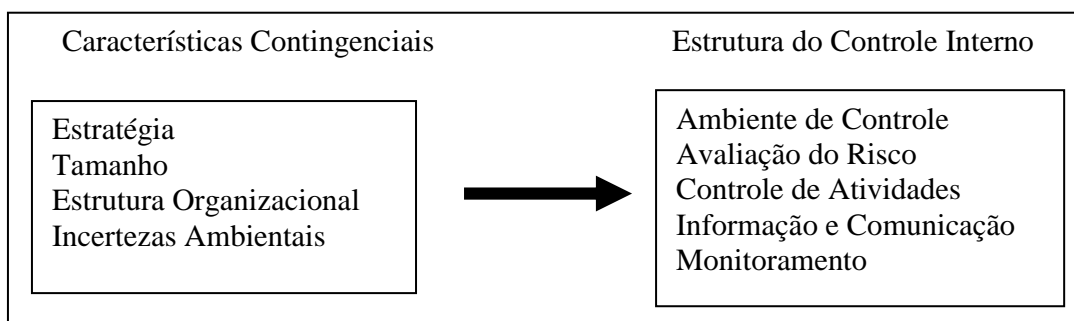 Características Contingenciais
Estrutura do Controle Interno
Estratégia
Tamanho
Estrutura Organizacional
Incertezas Ambientais
Ambiente de Controle
Avaliação do Risco
Controle de Atividades
Informação e Comunicação
Monitoramento